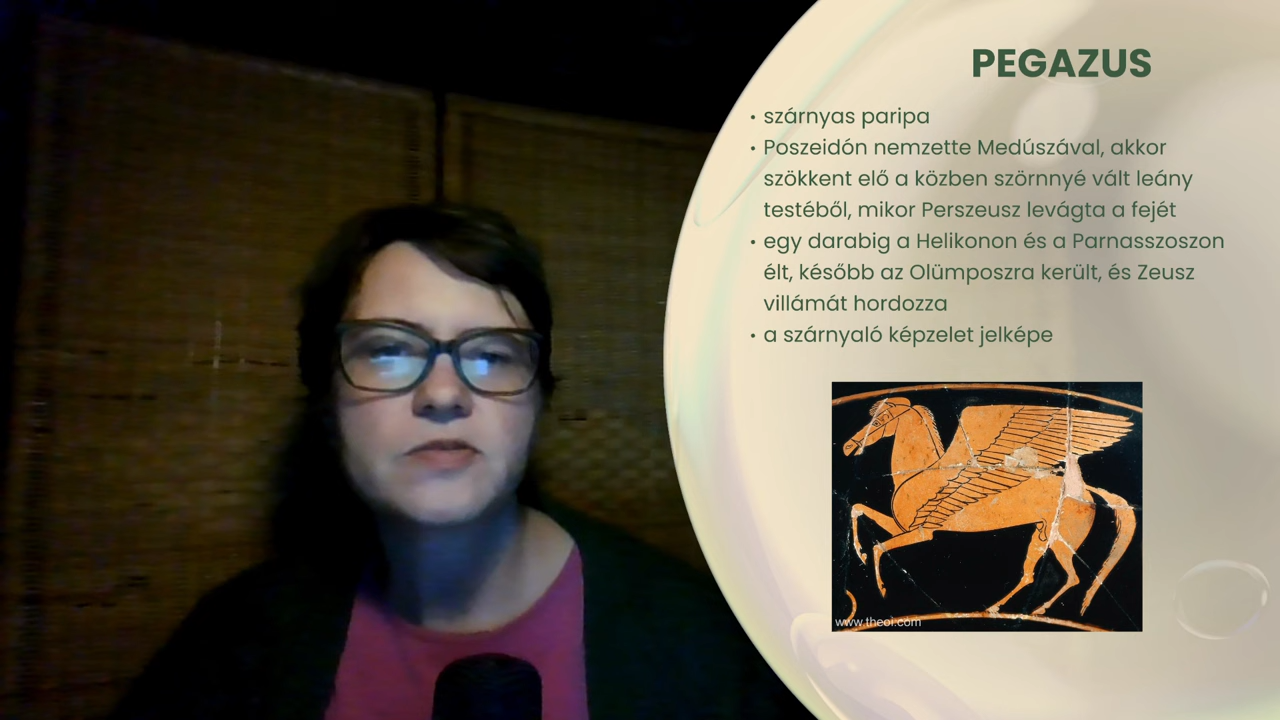 PEGAZUS
• szárnyas paripa
• Poszeidón nemzette Medúszával, akkor
szökkent elő a közben szörnnyé vált leány
testéből, mikor Perszeusz levágta a fejét
• egy darabig a Helikonon és a Parnasszoszon
élt, később az Olümposzra került, és Zeusz
villámát hordozza
• a szárnyaló képzelet jelképe
www.theoi.com